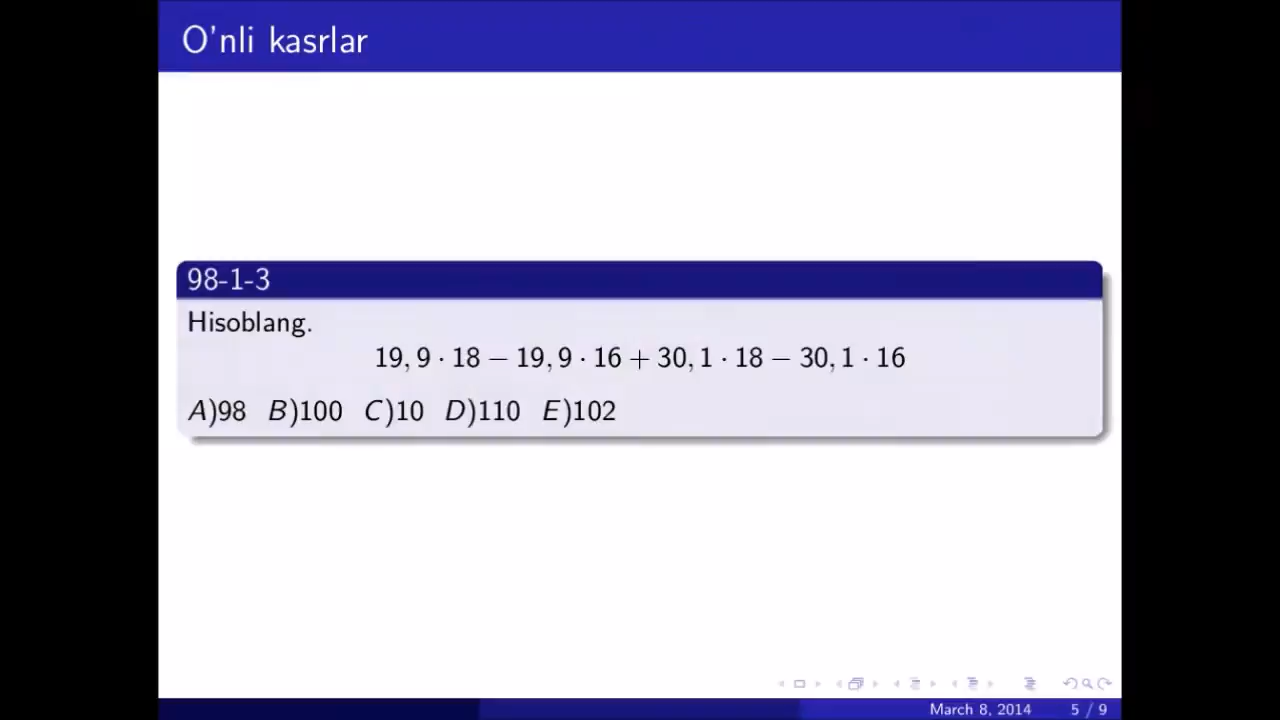 O'nli kasrlar
98-1-3
Hisoblang.
19, 9 · 18 − 19, 9 · 16 + 30, 1 · 18 − 30, 1 · 16
A)98 B)100 C)10 D)110 E)102
March 8, 2014 5 / 9